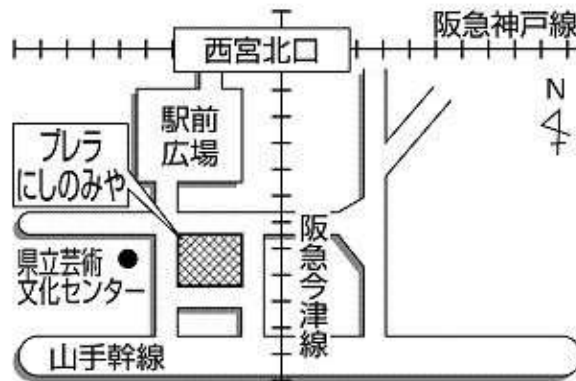 阪急神戸線
西宮北口
N
駅前
広場
プレラ
にしのみや
県立芸術
文化センター
阪急今津線
山手幹線